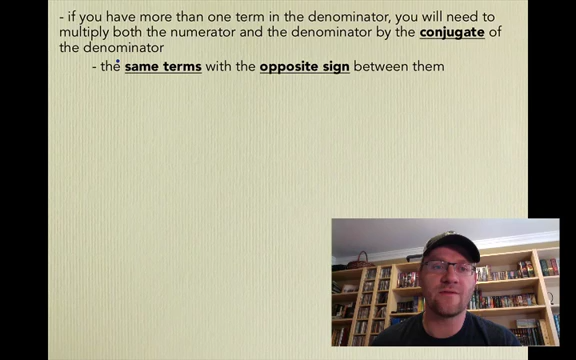 - if you have more than one term in the denominator, you will need to
multiply both the numerator and the denominator by the conjugate of
the denominator
- the same terms with the opposite sign between them